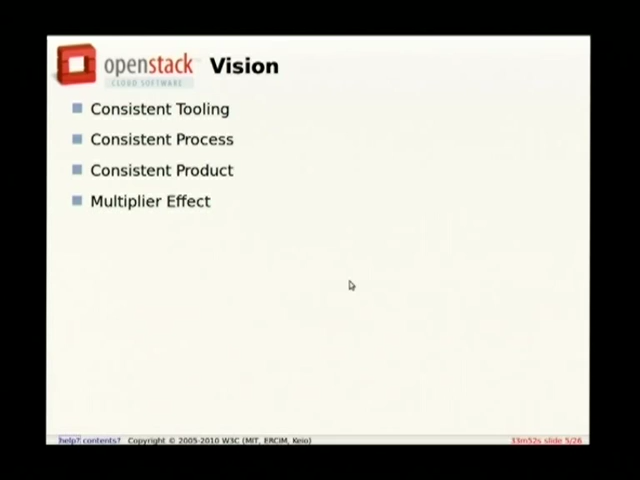 openstack Vision
CLOUD SOFTWARE
Consistent Tooling
Consistent Process
Consistent Product
Multiplier Effect
help? contents? Copyright © 2005-2010 W3C (MIT, ERCIM, Keio) 33m52s slide 5/26